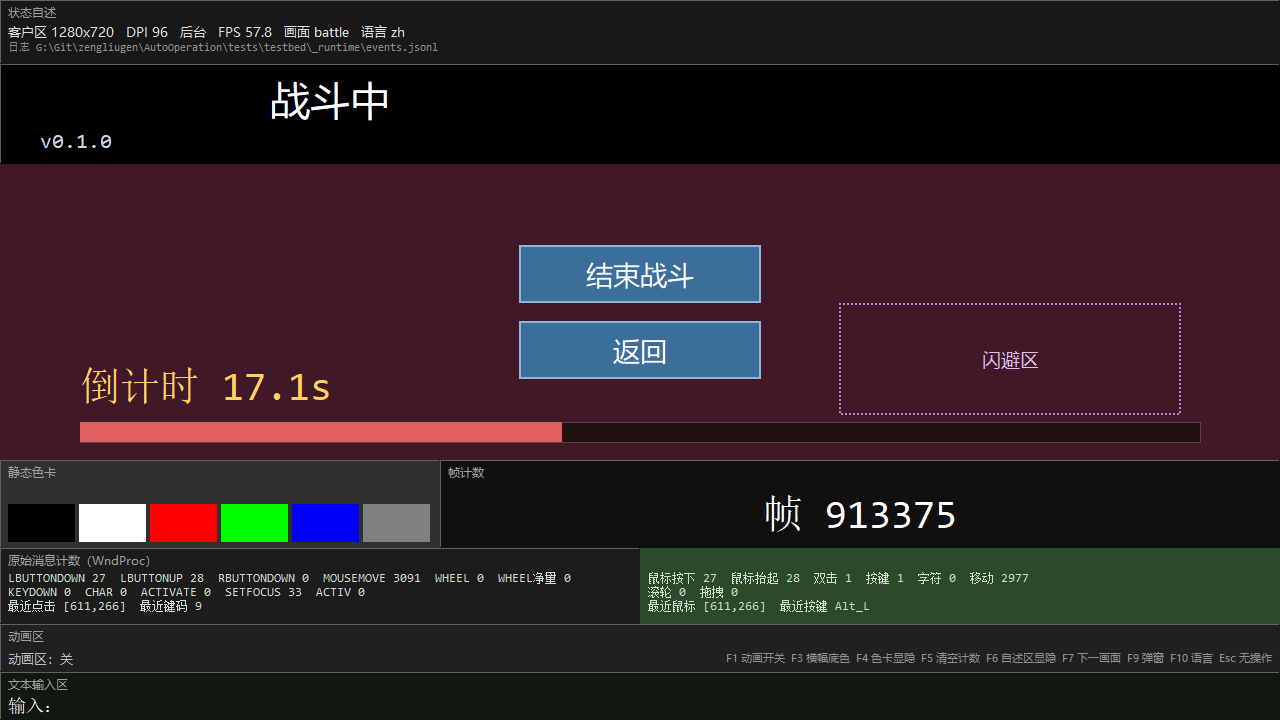 状态自述
客户区 1280x720 DPI 96 后台 FPS 57.8 画面 battle 语言 zh
日志 G:\Git\zengliugen\AutoOperation\tests\testbed\_runtime\events.jsonl
战斗中
v0.1.0
结束战斗
返回
闪避区
倒计时 17.1s
静态色卡
帧计数
帧 913375
原始消息计数 (WndProc)
LBUTTONDOWN 27 LBUTTONUP 28 RBUTTONDOWN 0 MOUSEMOVE 3091 WHEEL 0 WHEEL净量 0
KEYDOWN 0 CHAR 0 ACTIVATE 0 SETFOCUS 33 ACTIV 0
最近点击 [611,266] 最近键码 9
鼠标按下 27 鼠标抬起 28 双击 1 按键 1 字符 0 移动 2977
滚轮 0 拖拽 0
最近鼠标 [611,266] 最近按键 Alt_L
动画区
动画区: 关
F1 动画开关 F3 横幅底色 F4 色卡显隐 F5 清空计数 F6 自述区显隐 F7 下一画面 F9 弹窗 F10 语言 Esc 无操作
文本输入区
输入: